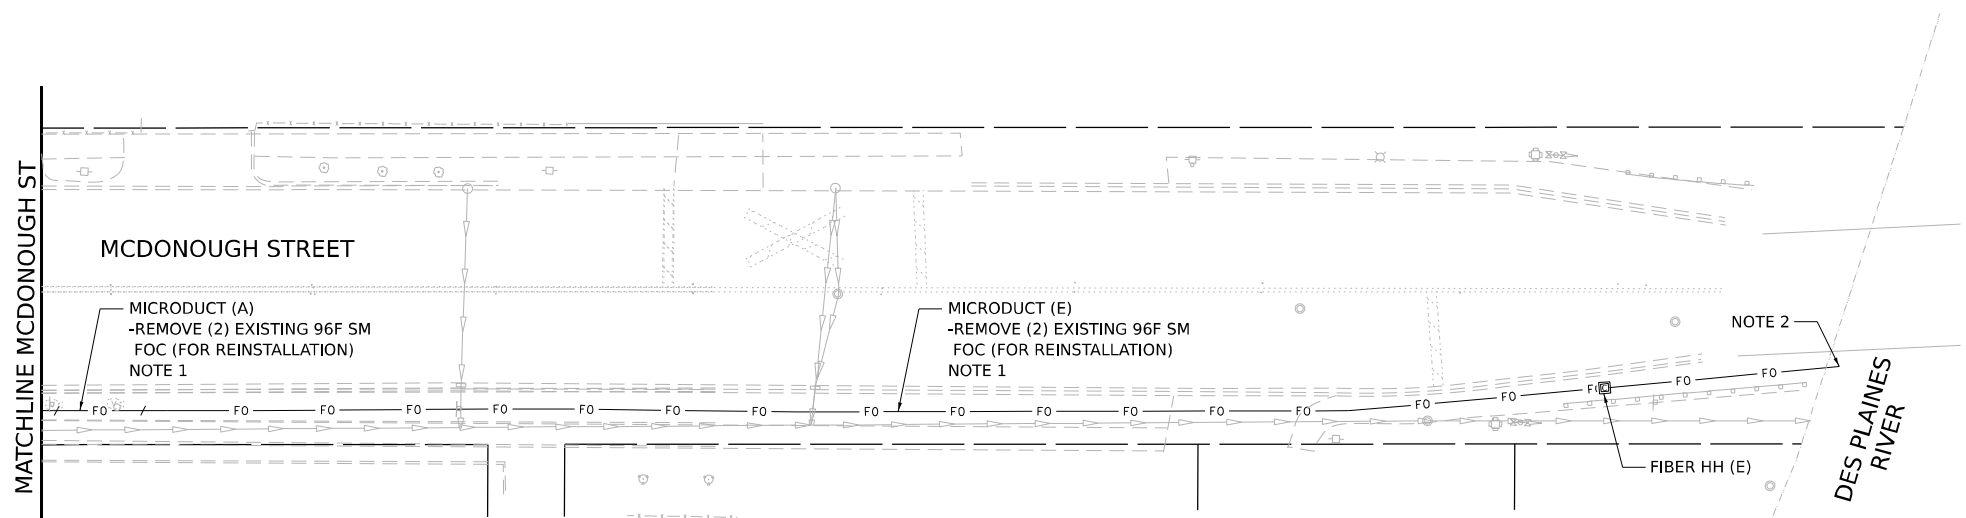 MATCHLINE MCDONOUGH ST
MCDONOUGH STREET
MICRODUCT (A)
-REMOVE (2) EXISTING 96F SM
FOC (FOR REINSTALLATION)
NOTE 1
MICRODUCT (E)
-REMOVE (2) EXISTING 96F SM
FOC (FOR REINSTALLATION)
NOTE 1
NOTE 2
FO FO FO FO FO FO FO FO FO FO FO FO FO FO FO FO FO FO FO
FIBER HH (E)
DES PLAINES
RIVER